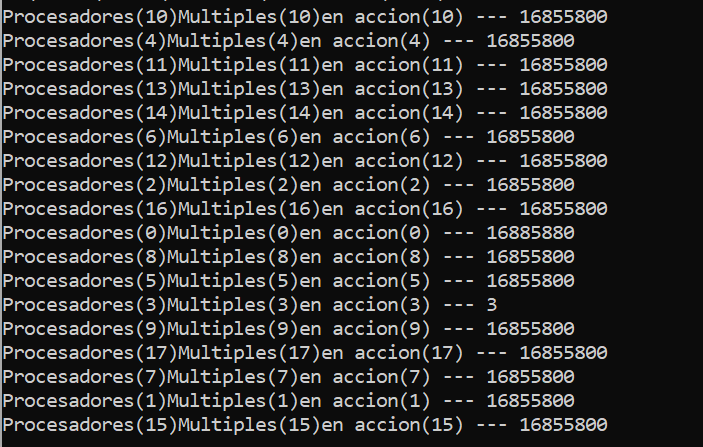 Procesadores(10)Multiples(10)en accion(10) --- 16855800
Procesadores(4)Multiples(4)en accion(4) --- 16855800
Procesadores(11)Multiples(11)en accion(11) --- 16855800
Procesadores(13)Multiples(13)en accion(13) --- 16855800
Procesadores(14)Multiples(14)en accion(14) --- 16855800
Procesadores(6)Multiples(6)en accion(6) --- 16855800
Procesadores(12)Multiples(12)en accion(12) --- 16855800
Procesadores(2)Multiples(2)en accion(2) --- 16855800
Procesadores(16)Multiples(16)en accion(16) --- 16855800
Procesadores(0)Multiples(0)en accion(0) --- 16885880
Procesadores(8)Multiples(8)en accion(8) --- 16855800
Procesadores(5)Multiples(5)en accion(5) --- 16855800
Procesadores(3)Multiples(3)en accion(3) --- 3
Procesadores(9)Multiples(9)en accion(9) --- 16855800
Procesadores(17)Multiples(17)en accion(17) --- 16855800
Procesadores(7)Multiples(7)en accion(7) --- 16855800
Procesadores(1)Multiples(1)en accion(1) --- 16855800
Procesadores(15)Multiples(15)en accion(15) --- 16855800